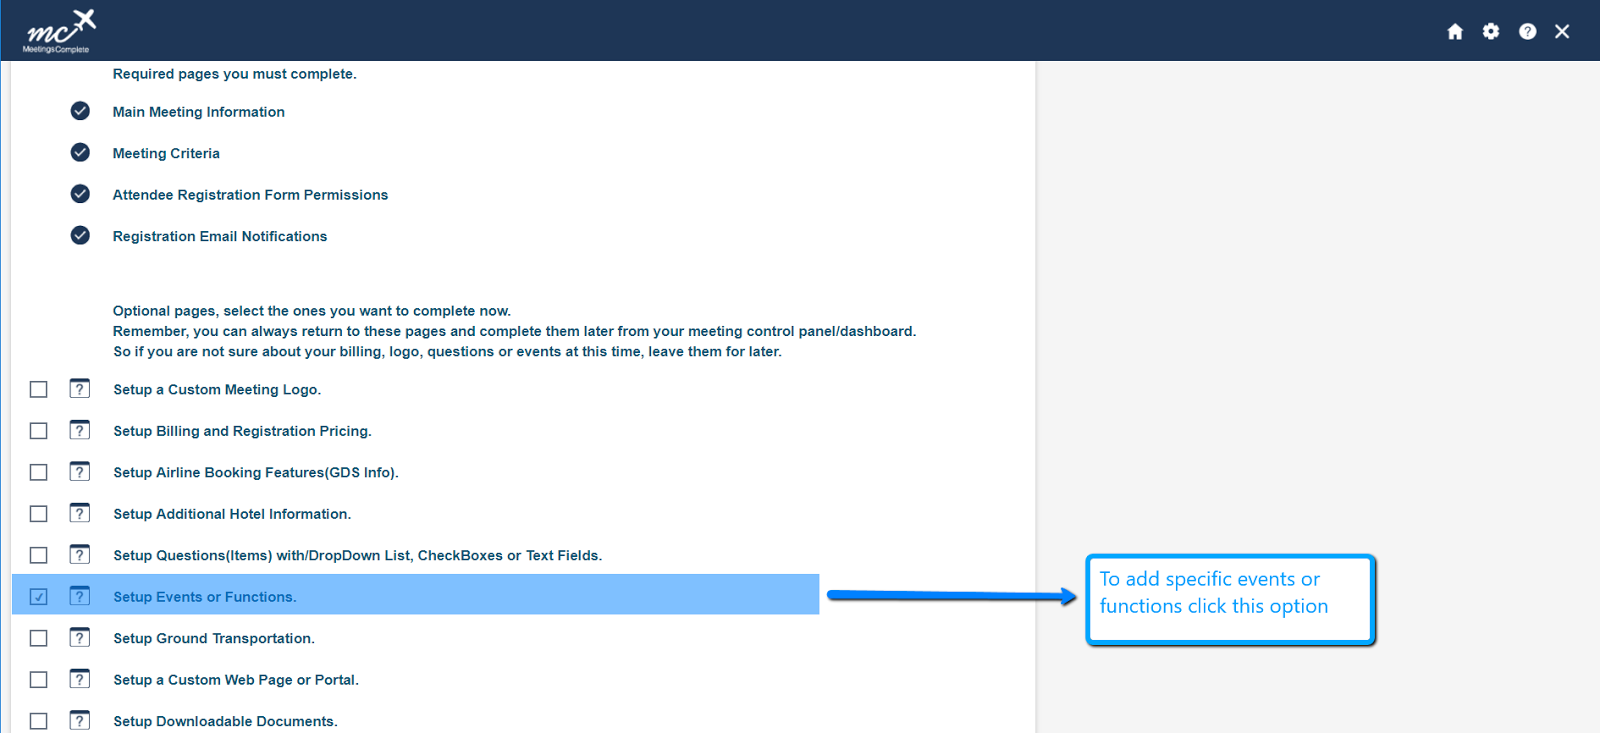 mc
MeetingsComplete
Required pages you must complete.
Main Meeting Information
Meeting Criteria
Attendee Registration Form Permissions
Registration Email Notifications
Optional pages, select the ones you want to complete now.
Remember, you can always return to these pages and complete them later from your meeting control panel/dashboard.
So if you are not sure about your billing, logo, questions or events at this time, leave them for later.
? Setup a Custom Meeting Logo.
? Setup Billing and Registration Pricing.
? Setup Airline Booking Features(GDS Info).
? Setup Additional Hotel Information.
? Setup Questions(Items) with/DropDown List, CheckBoxes or Text Fields.
? Setup Events or Functions.
To add specific events or
functions click this option
? Setup Ground Transportation.
? Setup a Custom Web Page or Portal.
? Setup Downloadable Documents.